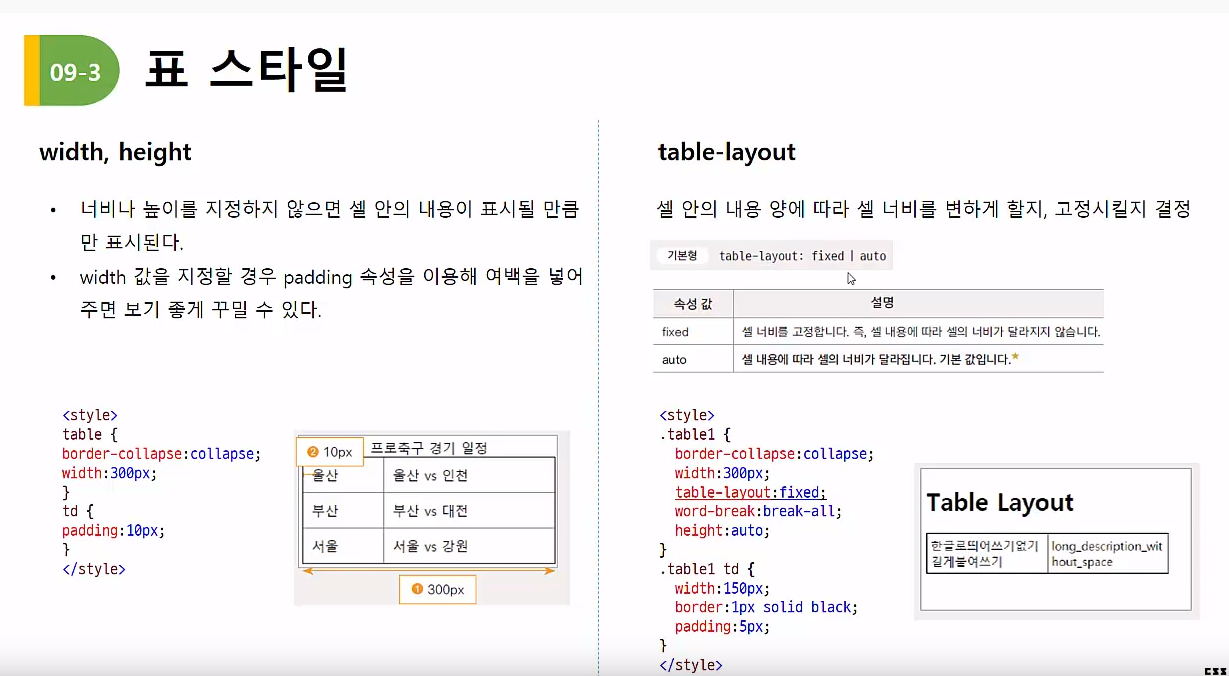 09-3
표 스타일
width, height
• 너비나 높이를 지정하지 않으면 셀 안의 내용이 표시될 만큼
만 표시된다.
• width 값을 지정할 경우 padding 속성을 이용해 여백을 넣어
주면 보기 좋게 꾸밀 수 있다.
<style>
table {
border-collapse:collapse;
width:300px;
}
td {
padding:10px;
}
</style>
❷ 10px
프로축구 경기 일정
울산 울산 vs 인천
부산 부산 vs 대전
서울 서울 vs 강원
❶ 300px
table-layout
셀 안의 내용 양에 따라 셀 너비를 변하게 할지, 고정시킬지 결정
기본형 table-layout: fixed | auto
속성 값 설명
fixed 셀 너비를 고정합니다. 즉, 셀 내용에 따라 셀의 너비가 달라지지 않습니다.
auto 셀 내용에 따라 셀의 너비가 달라집니다. 기본 값입니다.★
<style>
.table1 {
border-collapse:collapse;
width:300px;
table-layout:fixed;
word-break:break-all;
height:auto;
}
.table1 td {
width:150px;
border:1px solid black;
padding:5px;
}
</style>
Table Layout
한글로띄어쓰기없기 long_description_wit
길게붙여쓰기 hout_space
CSS